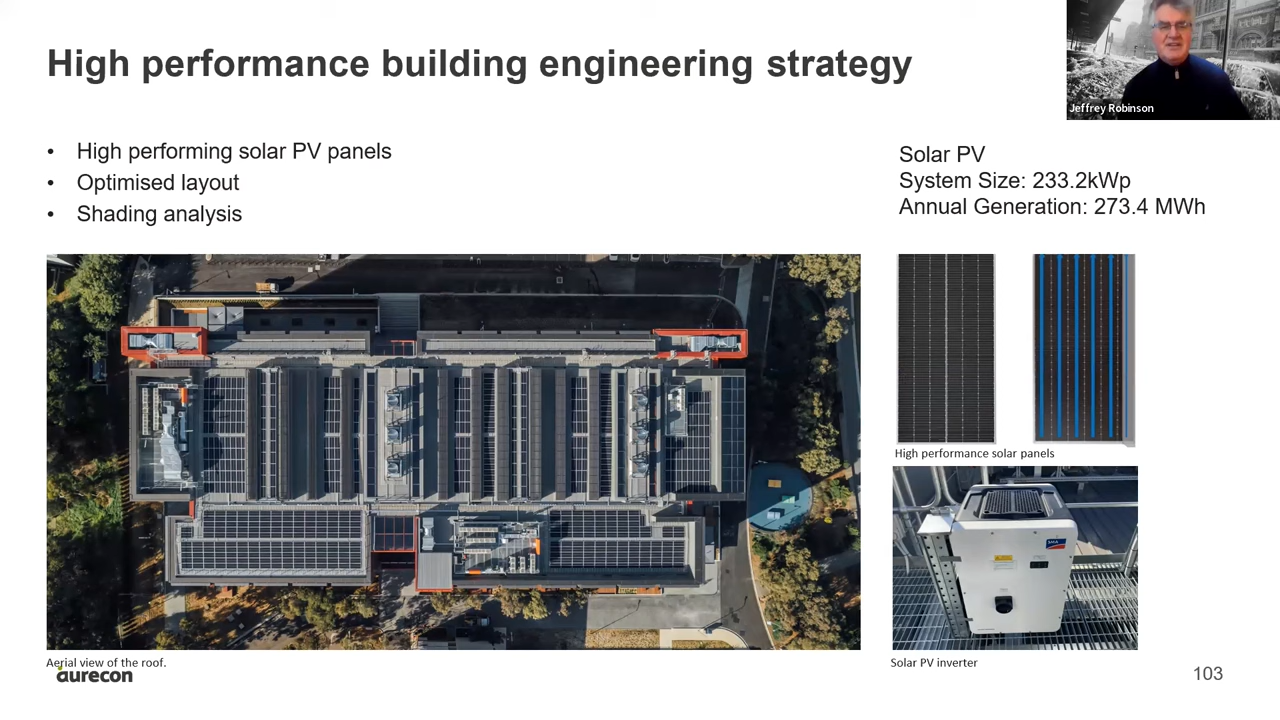 High performance building engineering strategy
Jeffrey Robinson
• High performing solar PV panels
• Optimised layout
• Shading analysis
Solar PV
System Size: 233.2kWp
Annual Generation: 273.4 MWh
High performance solar panels
SMA
Aerial view of the roof.
Solar PV inverter
aurecon
103